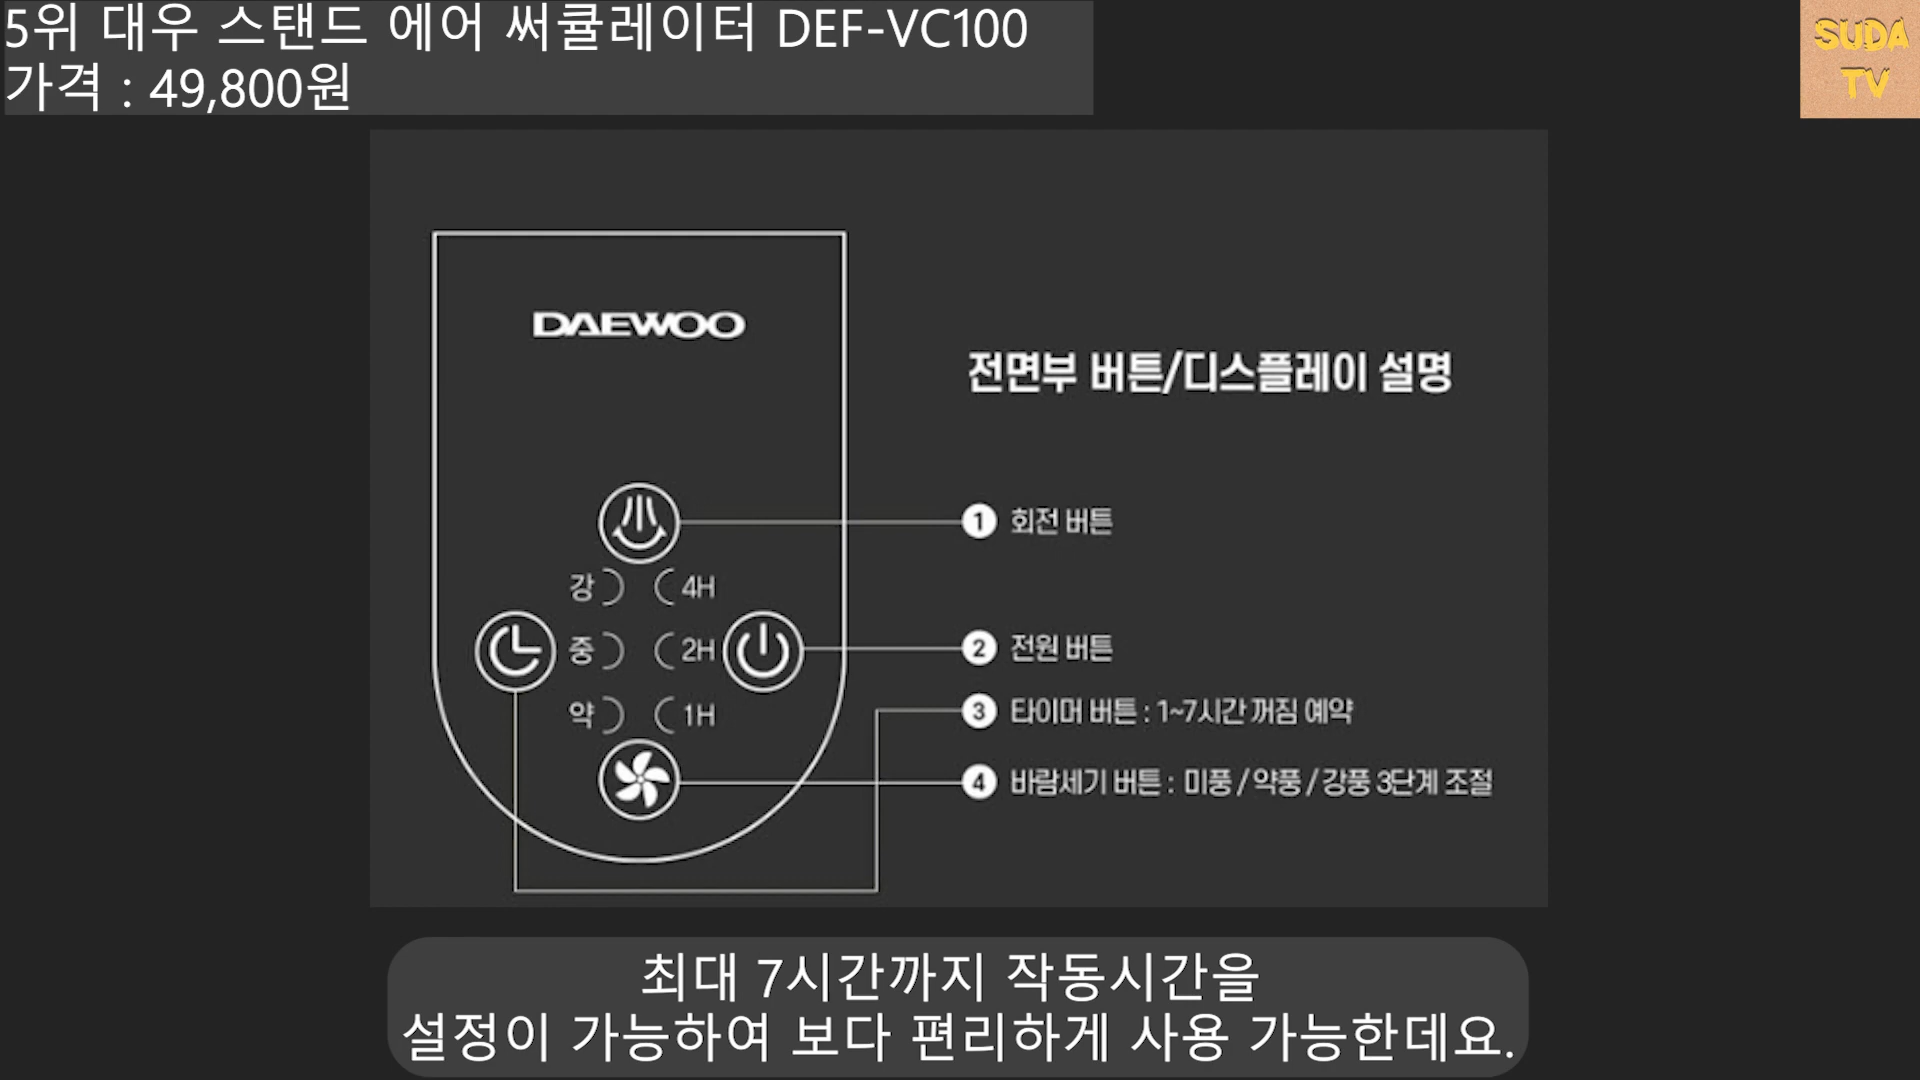 5위 대우 스탠드 에어 써큘레이터 DEF-VC100
가격 : 49,800원
SUDA
TV
DAEWOO
전면부 버튼/디스플레이 설명
1 회전 버튼
강 4H
중 2H
2 전원 버튼
약 1H
3 타이머 버튼 : 1~7시간 꺼짐 예약
4 바람세기 버튼 : 미풍 / 약풍 / 강풍 3단계 조절
최대 7시간까지 작동시간을
설정이 가능하여 보다 편리하게 사용 가능한데요.